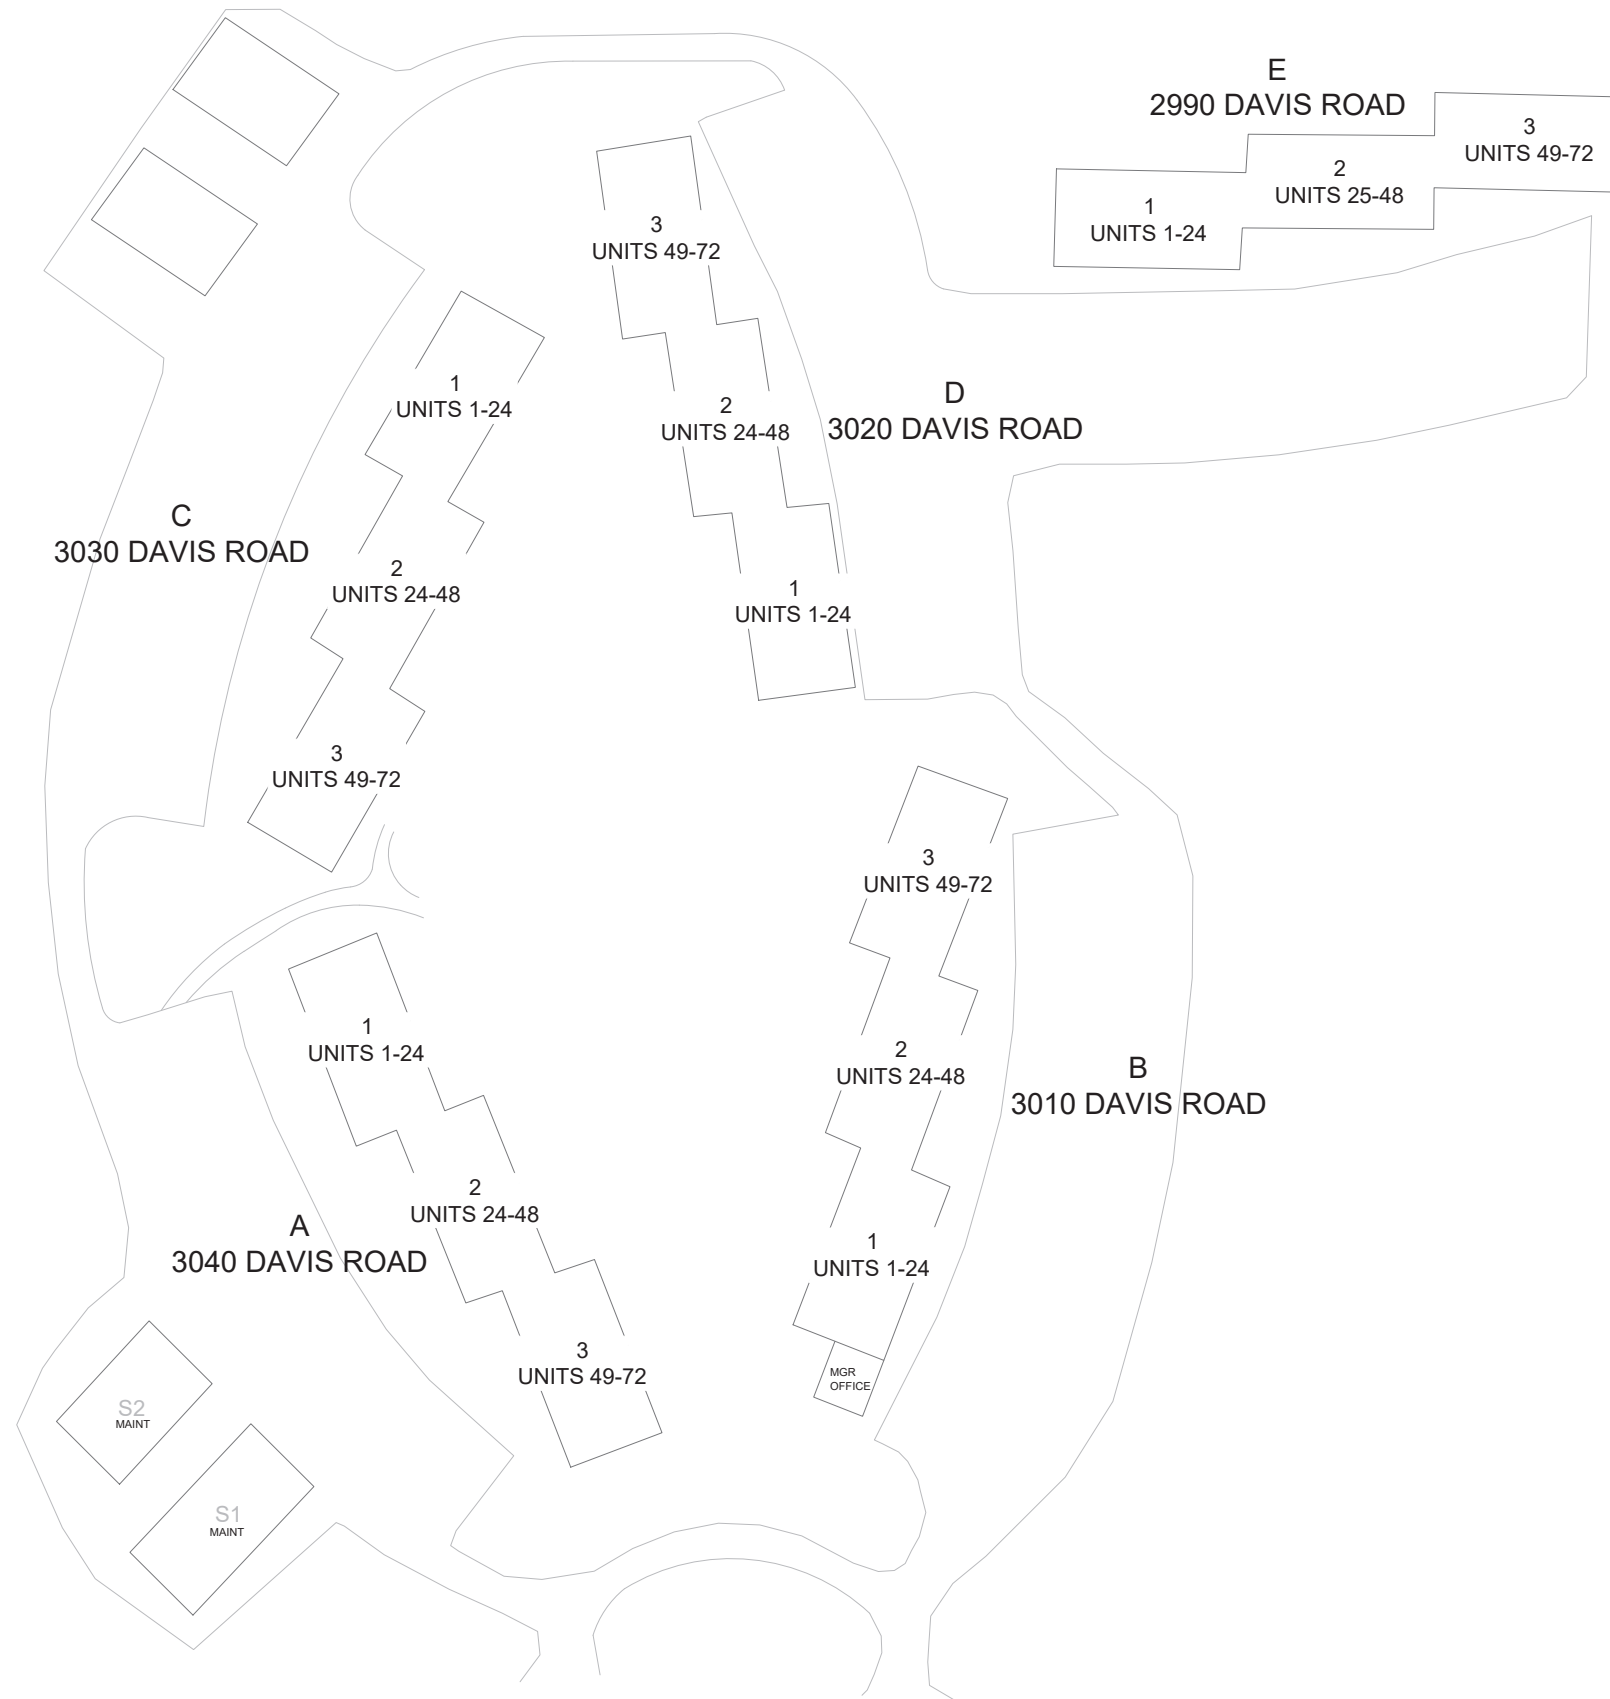 E
2990 DAVIS ROAD
3
UNITS 49-72
2
UNITS 25-48
1
UNITS 1-24
3
UNITS 49-72
2
UNITS 24-48
1
UNITS 1-24
D
3020 DAVIS ROAD
1
UNITS 1-24
2
UNITS 24-48
3
UNITS 49-72
C
3030 DAVIS ROAD
3
UNITS 49-72
2
UNITS 24-48
1
UNITS 1-24
MGR
OFFICE
B
3010 DAVIS ROAD
1
UNITS 1-24
2
UNITS 24-48
3
UNITS 49-72
A
3040 DAVIS ROAD
S2
MAINT
S1
MAINT